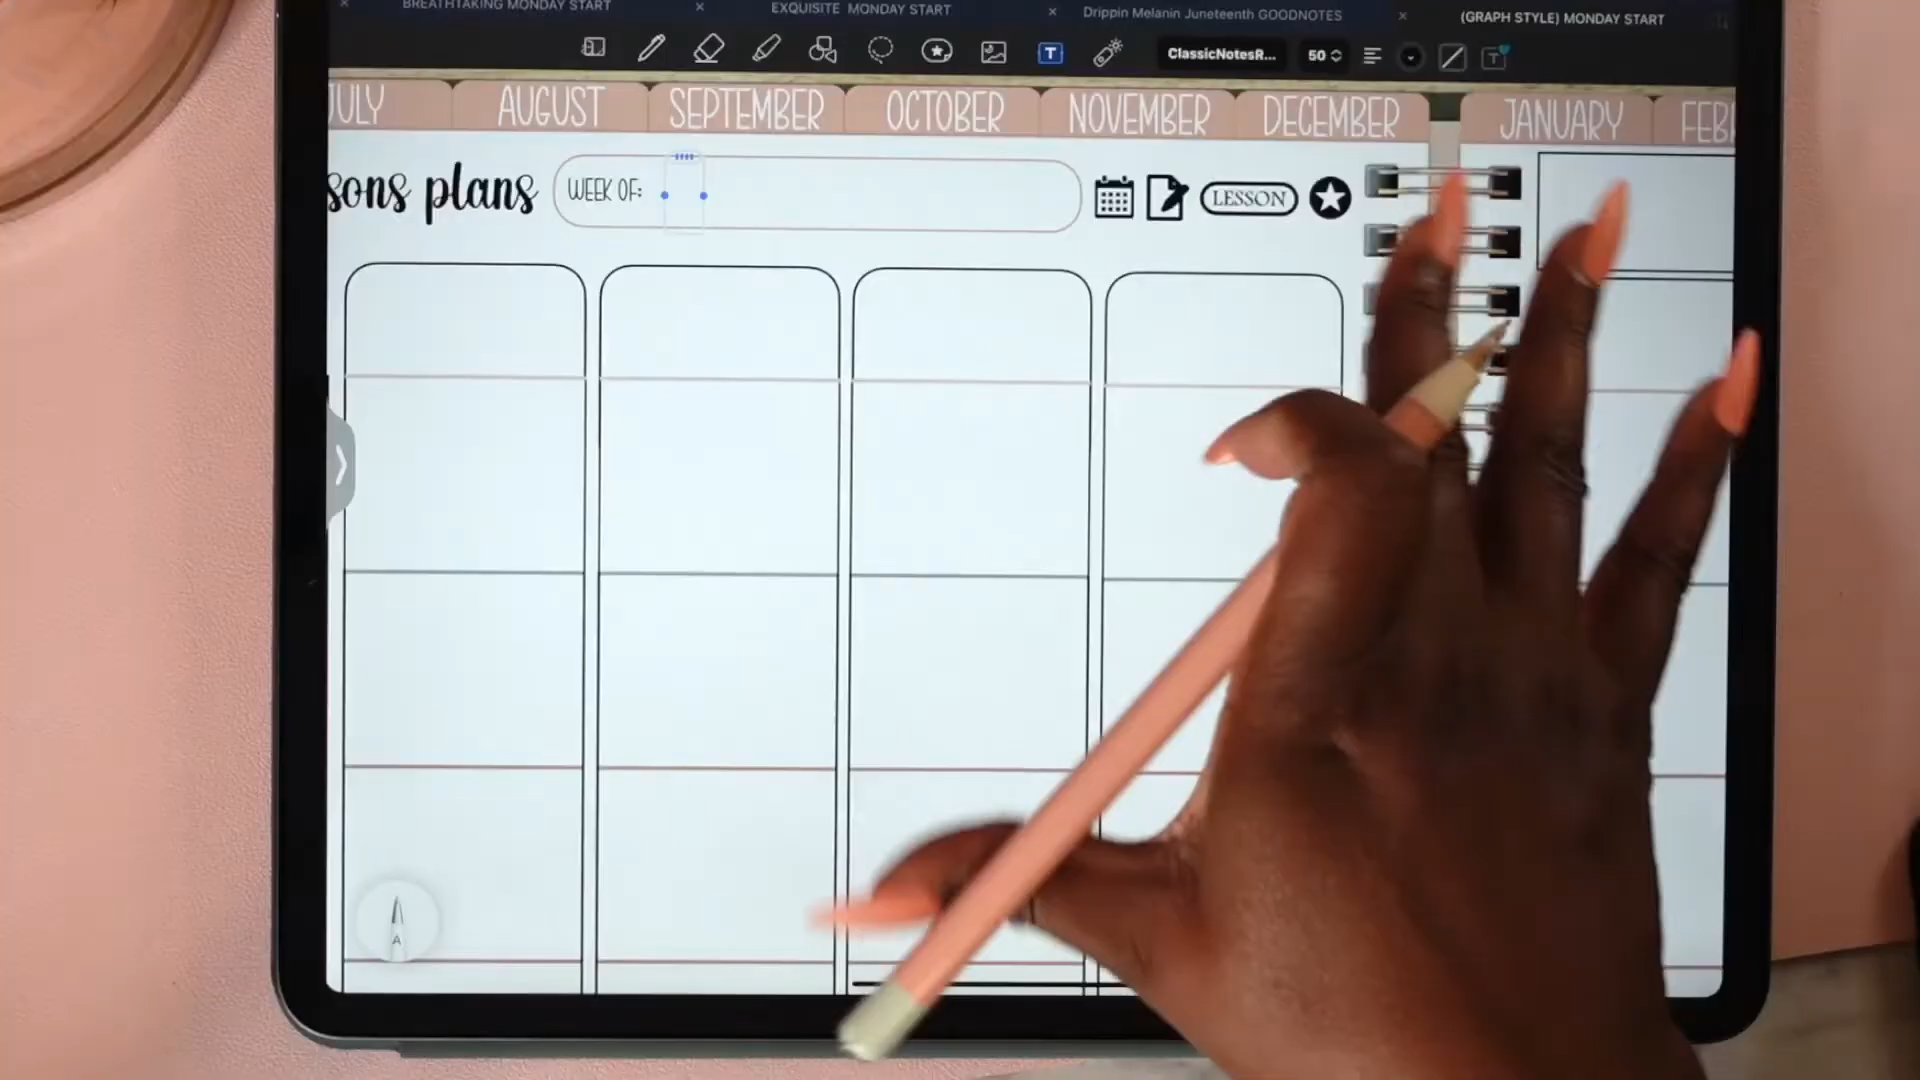 BREATHTAKING MONDAY START
EXQUISITE MONDAY START
Drippin Melanin Juneteenth GOODNOTES
(GRAPH STYLE) MONDAY START
T
ClassicNotesR...
50
T
JULY
AUGUST
SEPTEMBER
OCTOBER
NOVEMBER
DECEMBER
JANUARY
FEB
sons plans
WEEK OF:
LESSON
A